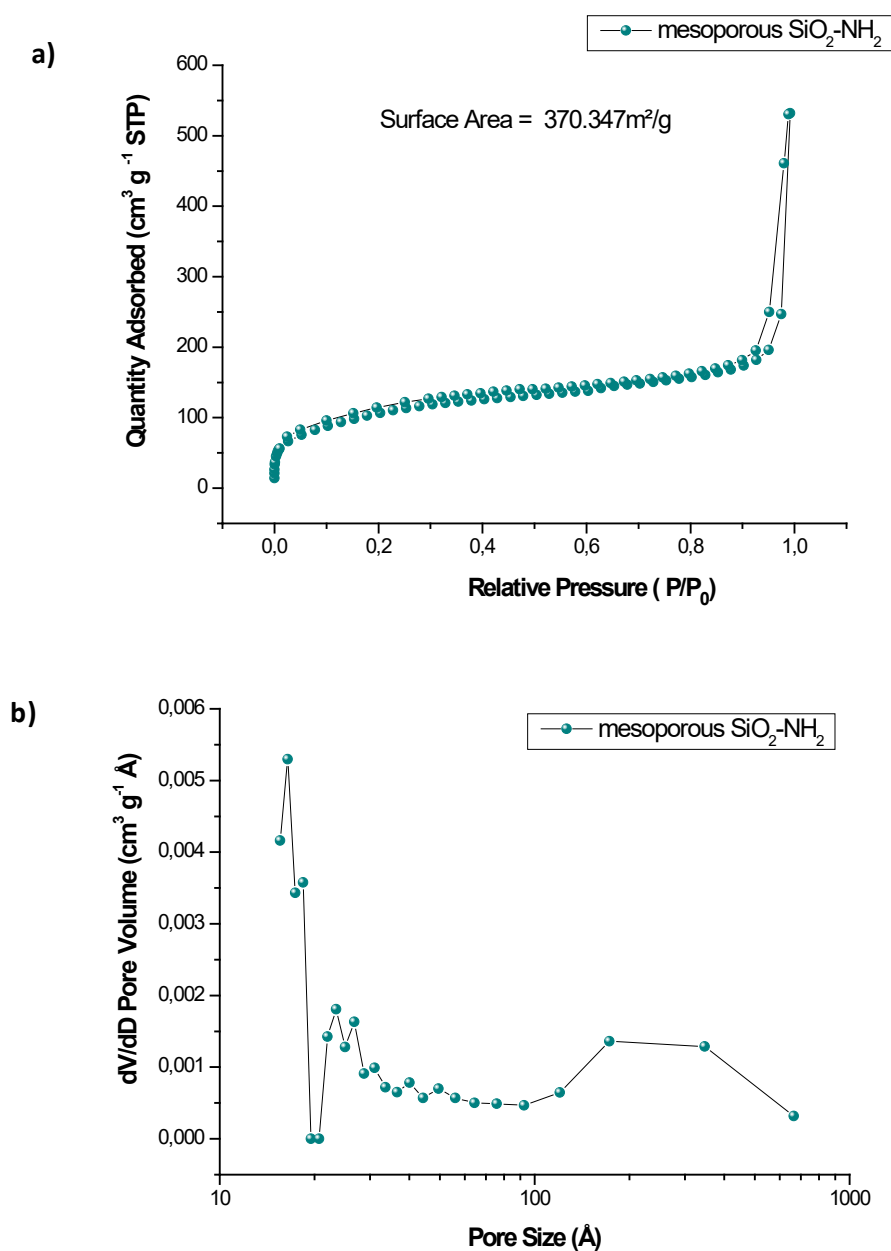 mesoporous SiO₂-NH₂
a)
600
Surface Area = 370.347m²/g
500
400
300
200
100
0
Quantity Adsorbed (cm³ g⁻¹ STP)
0,0 0,2 0,4 0,6 0,8 1,0
Relative Pressure ( P/P₀)
b)
0,006
mesoporous SiO₂-NH₂
0,005
0,004
0,003
0,002
0,001
0,000
dV/dD Pore Volume (cm³ g⁻¹ Å)
10 100 1000
Pore Size (Å)